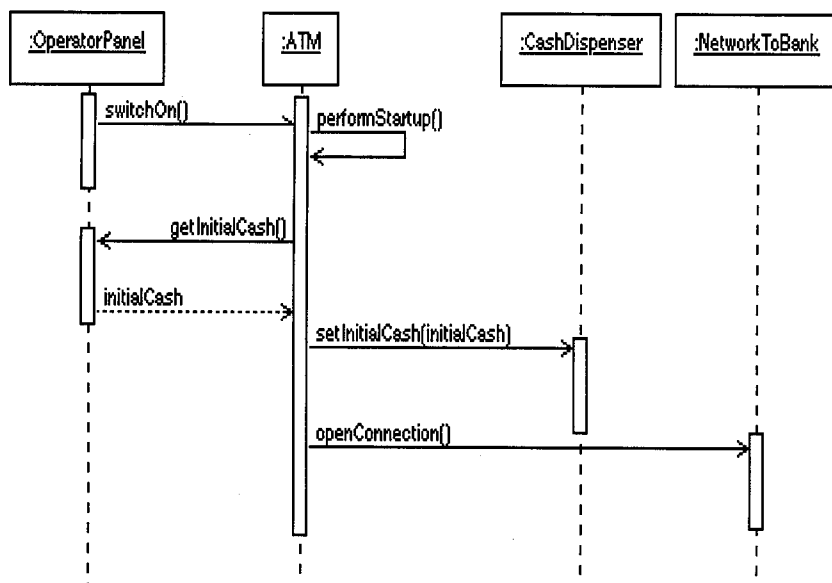 :OperatorPanel
:ATM
:CashDispenser
:NetworkToBank
switchOn()
performStartup()
getInitialCash()
initialCash
setInitialCash(initialCash)
openConnection()